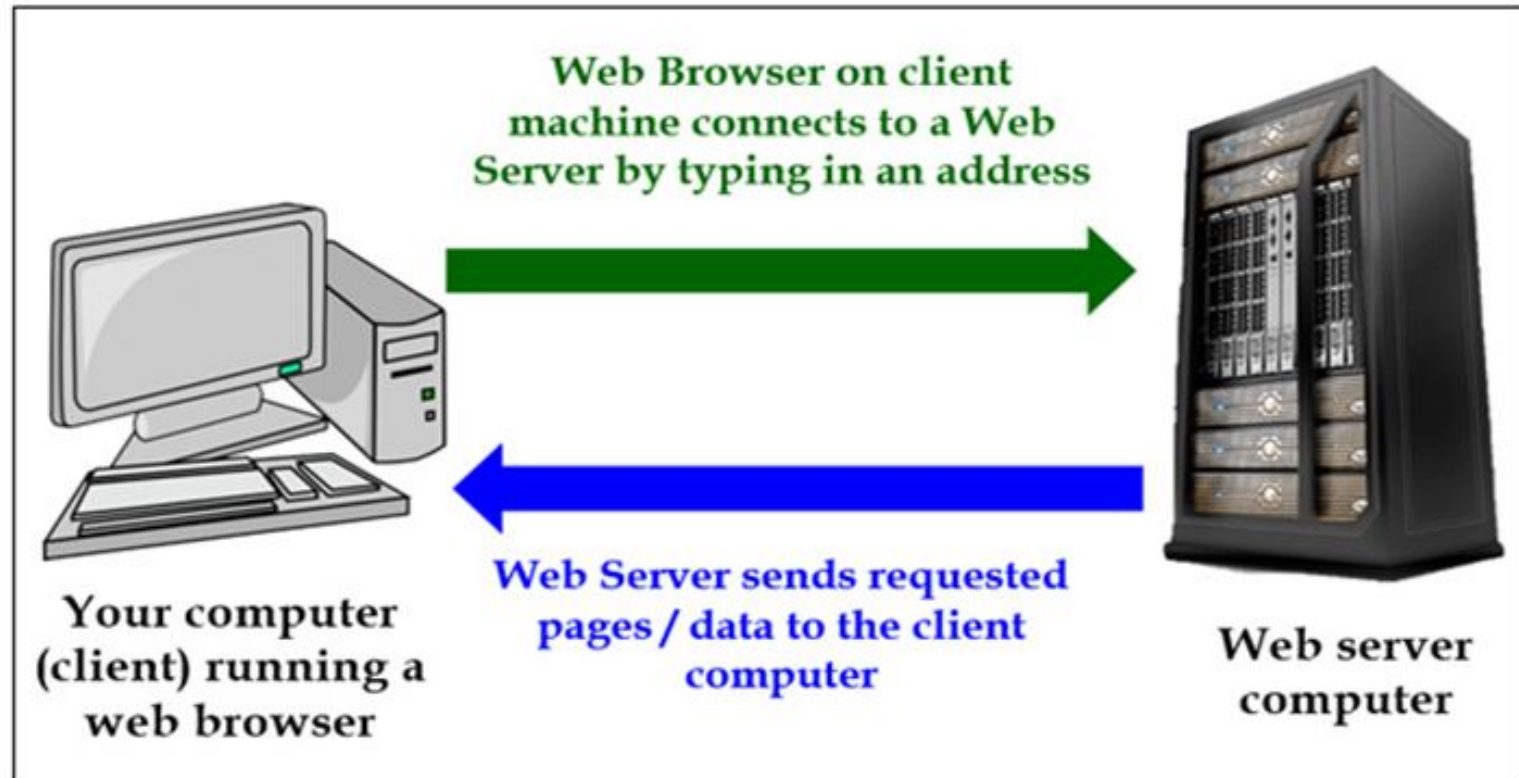 Web Browser on client
machine connects to a Web
Server by typing in an address
Web Server sends requested
pages / data to the client
computer
Your computer
(client) running a
web browser
Web server
computer